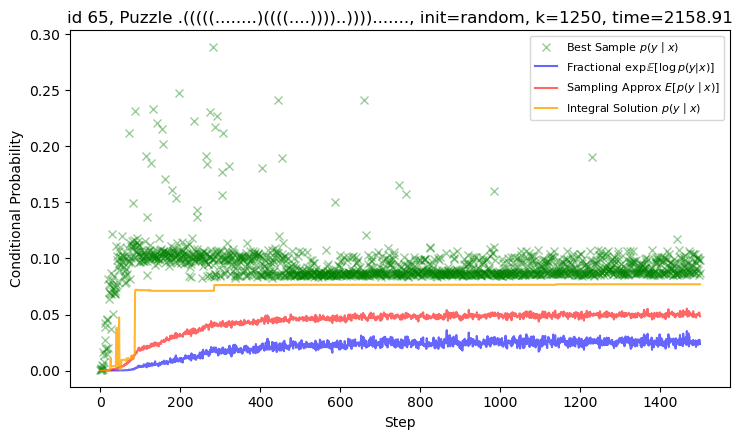 id 65, Puzzle .(((((........)((((....))))..))))......., init=random, k=1250, time=2158.91
Conditional Probability
0.30
0.25
0.20
0.15
0.10
0.05
0.00
Best Sample p(y | x)
Fractional exp𝔼[log p(y|x)]
Sampling Approx E[p(y | x)]
Integral Solution p(y | x)
0 200 400 600 800 1000 1200 1400
Step